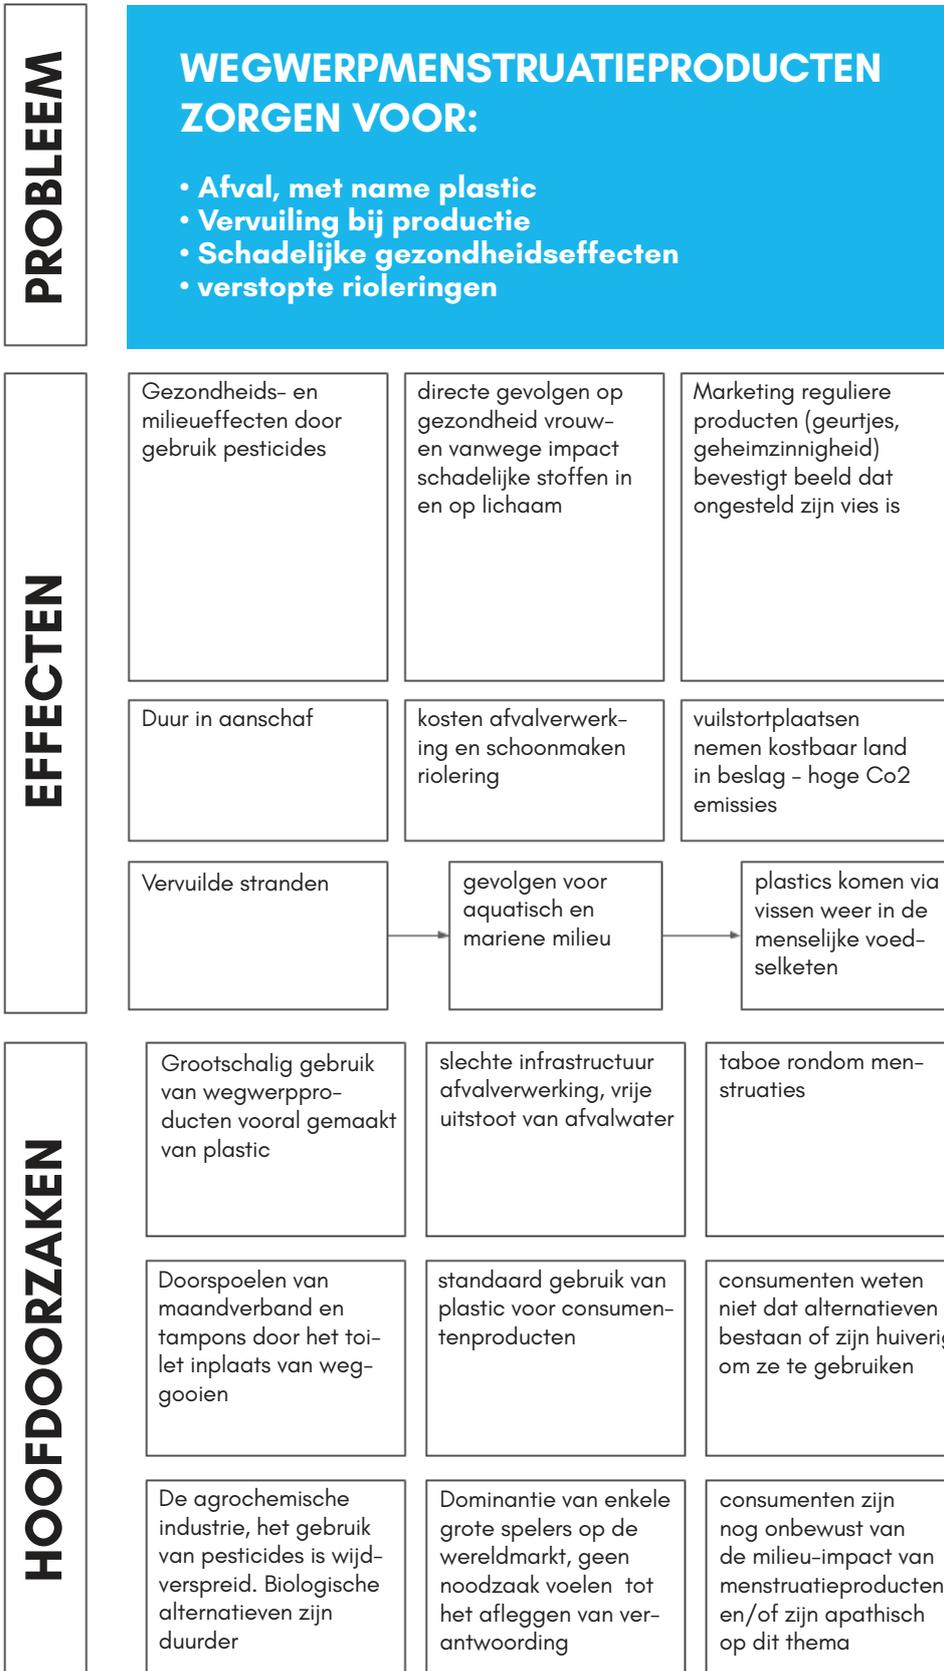 PROBLEEM
WEGWERPMENSTRUATIEPRODUCTEN
ZORGEN VOOR:
• Afval, met name plastic
• Vervuiling bij productie
• Schadelijke gezondheidseffecten
• verstopte rioleringen
EFFECTEN
Gezondheids- en
milieueffecten door
gebruik pesticides
directe gevolgen op
gezondheid vrouw-
en vanwege impact
schadelijke stoffen in
en op lichaam
Marketing reguliere
producten (geurtjes,
geheimzinnigheid)
bevestigt beeld dat
ongesteld zijn vies is
Duur in aanschaf
kosten afvalverwerk-
ing en schoonmaken
riolering
vuilstortplaatsen
nemen kostbaar land
in beslag - hoge Co2
emissies
Vervuilde stranden
gevolgen voor
aquatisch en
mariene milieu
plastics komen via
vissen weer in de
menselijke voed-
selketen
HOOFDOORZAKEN
Grootschalig gebruik
van wegwerppro-
ducten vooral gemaakt
van plastic
slechte infrastructuur
afvalverwerking, vrije
uitstoot van afvalwater
taboe rondom men-
struaties
Doorspoelen van
maandverband en
tampons door het toi-
let inplaats van weg-
gooien
standaard gebruik van
plastic voor consumen-
tenproducten
consumenten weten
niet dat alternatieven
bestaan of zijn huiverig
om ze te gebruiken
De agrochemische
industrie, het gebruik
van pesticides is wijd-
verspreid. Biologische
alternatieven zijn
duurder
Dominantie van enkele
grote spelers op de
wereldmarkt, geen
noodzaak voelen tot
het afleggen van ver-
antwoording
consumenten zijn
nog onbewust van
de milieu-impact van
menstruatieproducten
en/of zijn apathisch
op dit thema